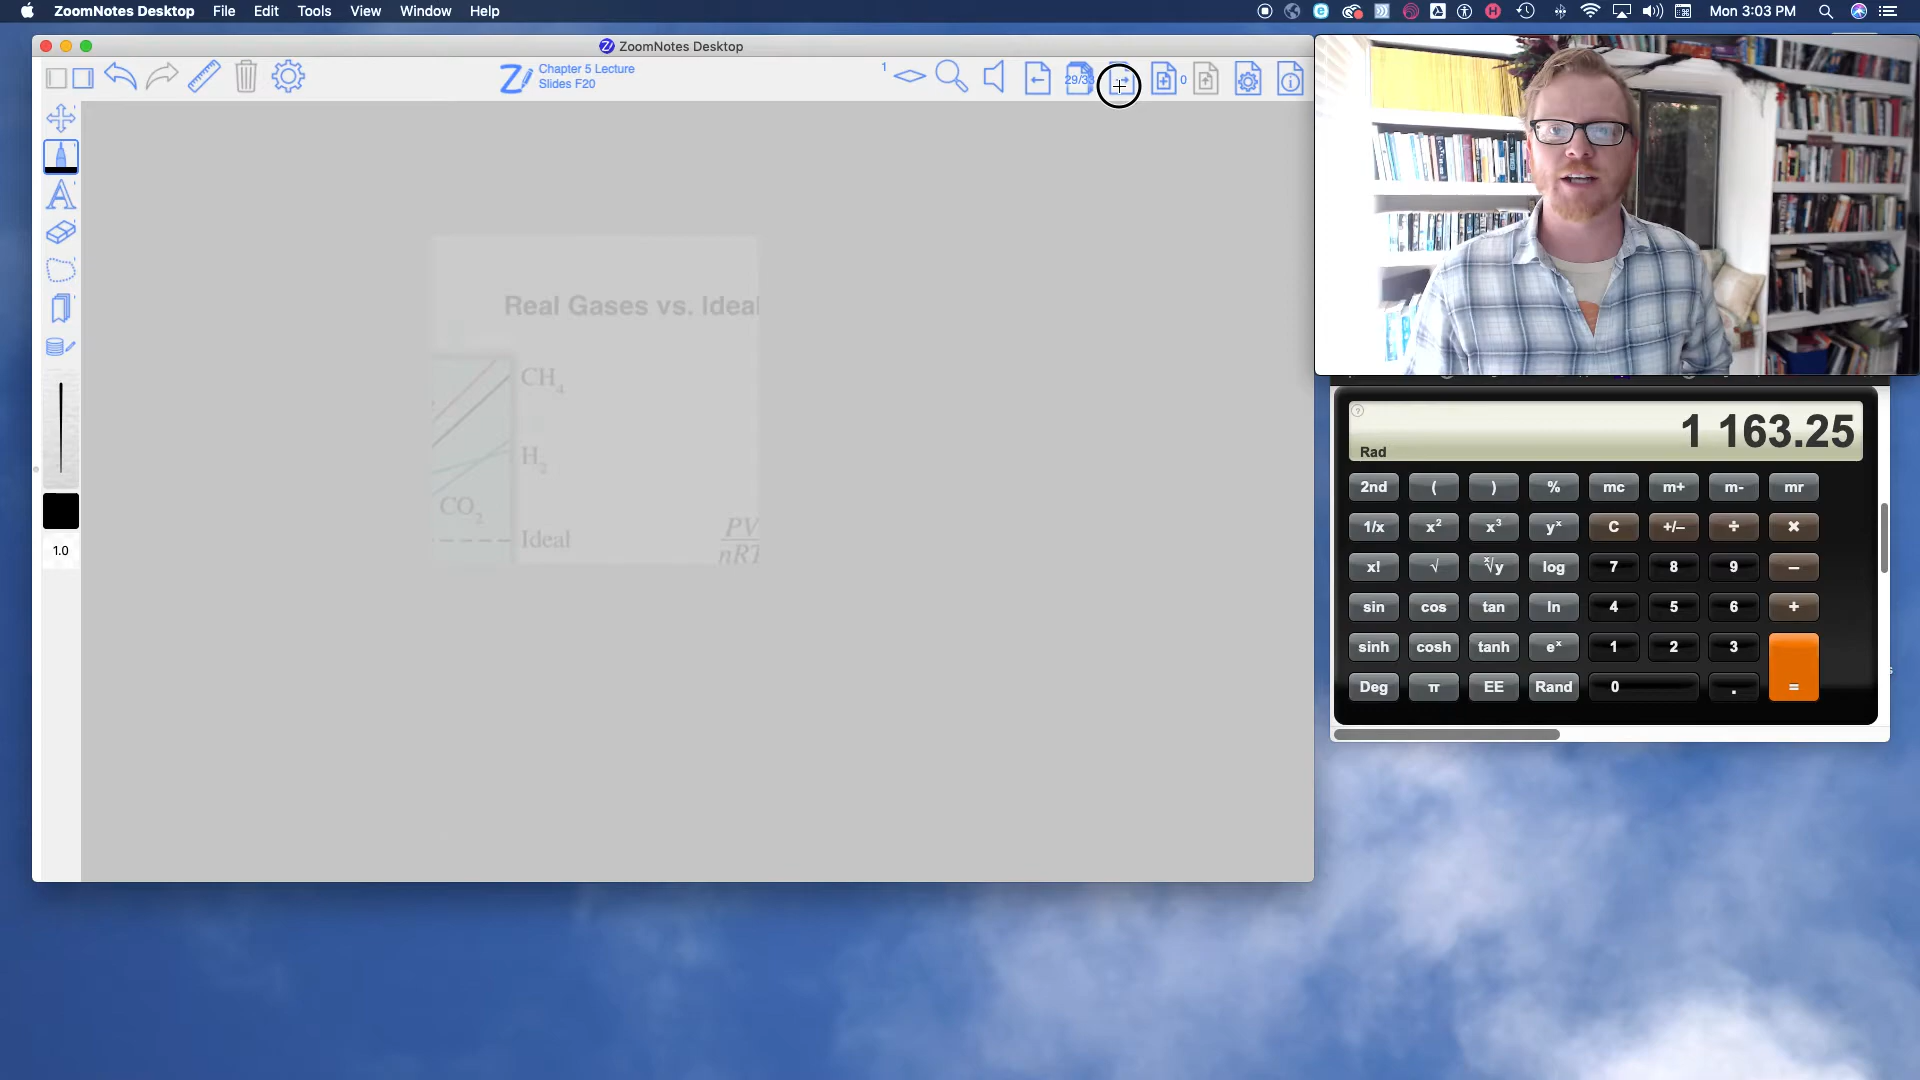 ZoomNotes Desktop File Edit Tools View Window Help
Mon 3:03 PM
ZoomNotes Desktop
Chapter 5 Lecture
Slides F20
1
29/33
0
1.0
Real Gases vs. Ideal
CH4
H2
CO2
Ideal
PV
nRT
1 163.25
Rad
2nd ( ) % mc m+ m- mr
1/x x² x³ yˣ C +/– ÷ ×
x! √ ˣ√y log 7 8 9 –
sin cos tan ln 4 5 6 +
sinh cosh tanh eˣ 1 2 3
Deg π EE Rand 0 . =